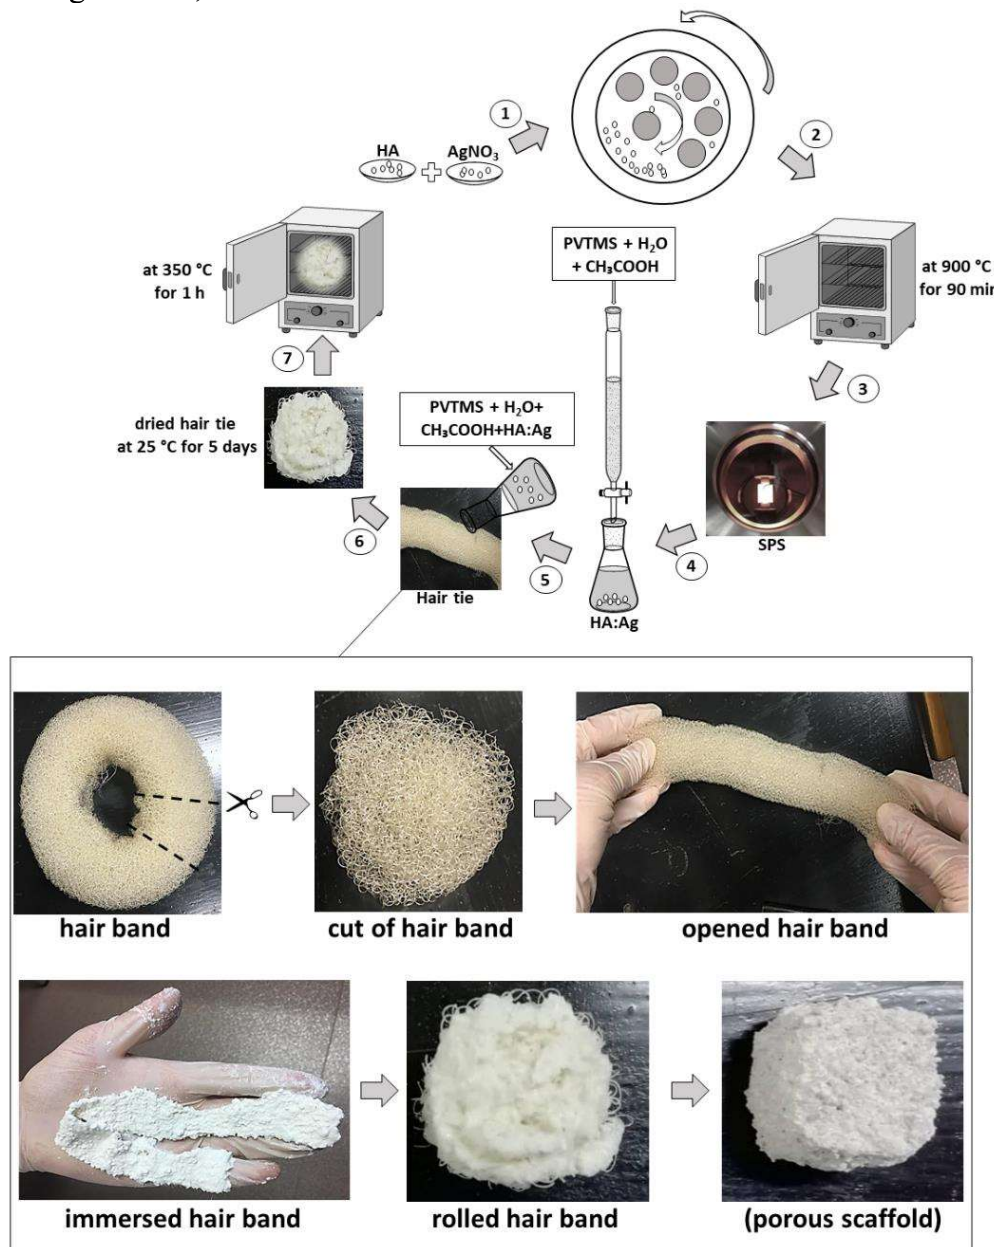 1
HA
AgNO₃
2
PVTMS + H₂O
+ CH₃COOH
at 350 °C
for 1 h
at 900 °C
for 90 min
7
3
dried hair tie
at 25 °C for 5 days
PVTMS + H₂O+
CH₃COOH+HA:Ag
SPS
6
5
4
Hair tie
HA:Ag
hair band
cut of hair band
opened hair band
immersed hair band
rolled hair band
(porous scaffold)